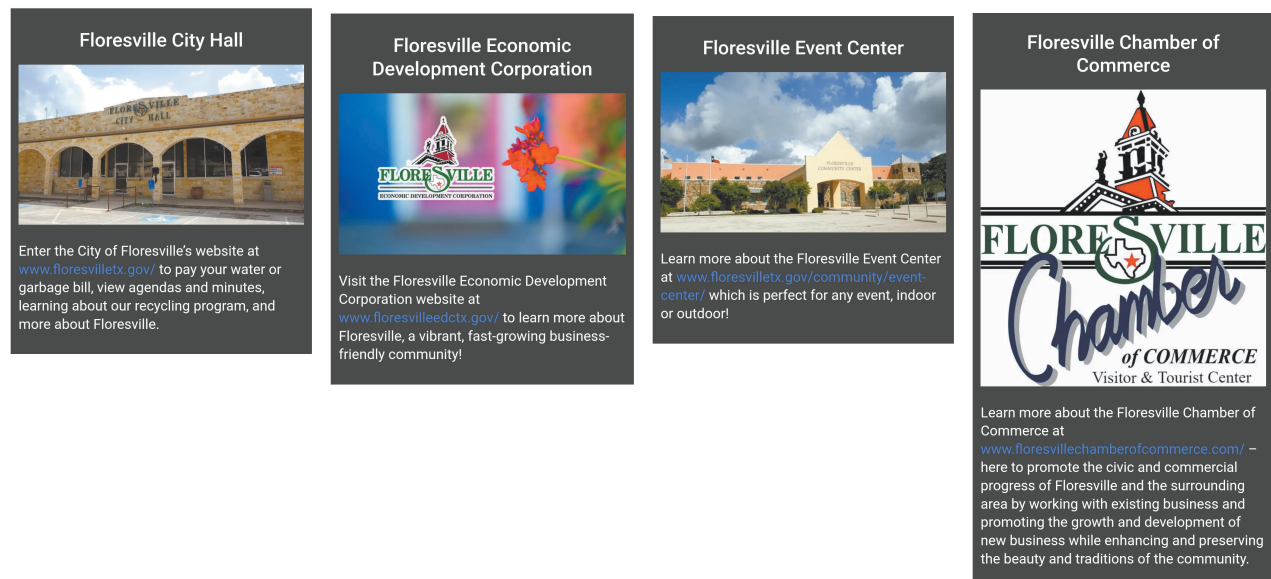 Floresville City Hall
FLORESVILLE
CITY HALL
Enter the City of Floresville's website at
www.floresvilletx.gov/ to pay your water or
garbage bill, view agendas and minutes,
learning about our recycling program, and
more about Floresville.
Floresville Economic
Development Corporation
FLORESVILLE
ECONOMIC DEVELOPMENT CORPORATION
Visit the Floresville Economic Development
Corporation website at
www.floresvilleedctx.gov/ to learn more about
Floresville, a vibrant, fast-growing business-
friendly community!
Floresville Event Center
FLORESVILLE
COMMUNITY CENTER
Learn more about the Floresville Event Center
at www.floresvilletx.gov/community/event-
center/ which is perfect for any event, indoor
or outdoor!
Floresville Chamber of
Commerce
FLORESVILLE
Chamber
of COMMERCE
Visitor & Tourist Center
Learn more about the Floresville Chamber of
Commerce at
www.floresvillechamberofcommerce.com/ –
here to promote the civic and commercial
progress of Floresville and the surrounding
area by working with existing business and
promoting the growth and development of
new business while enhancing and preserving
the beauty and traditions of the community.